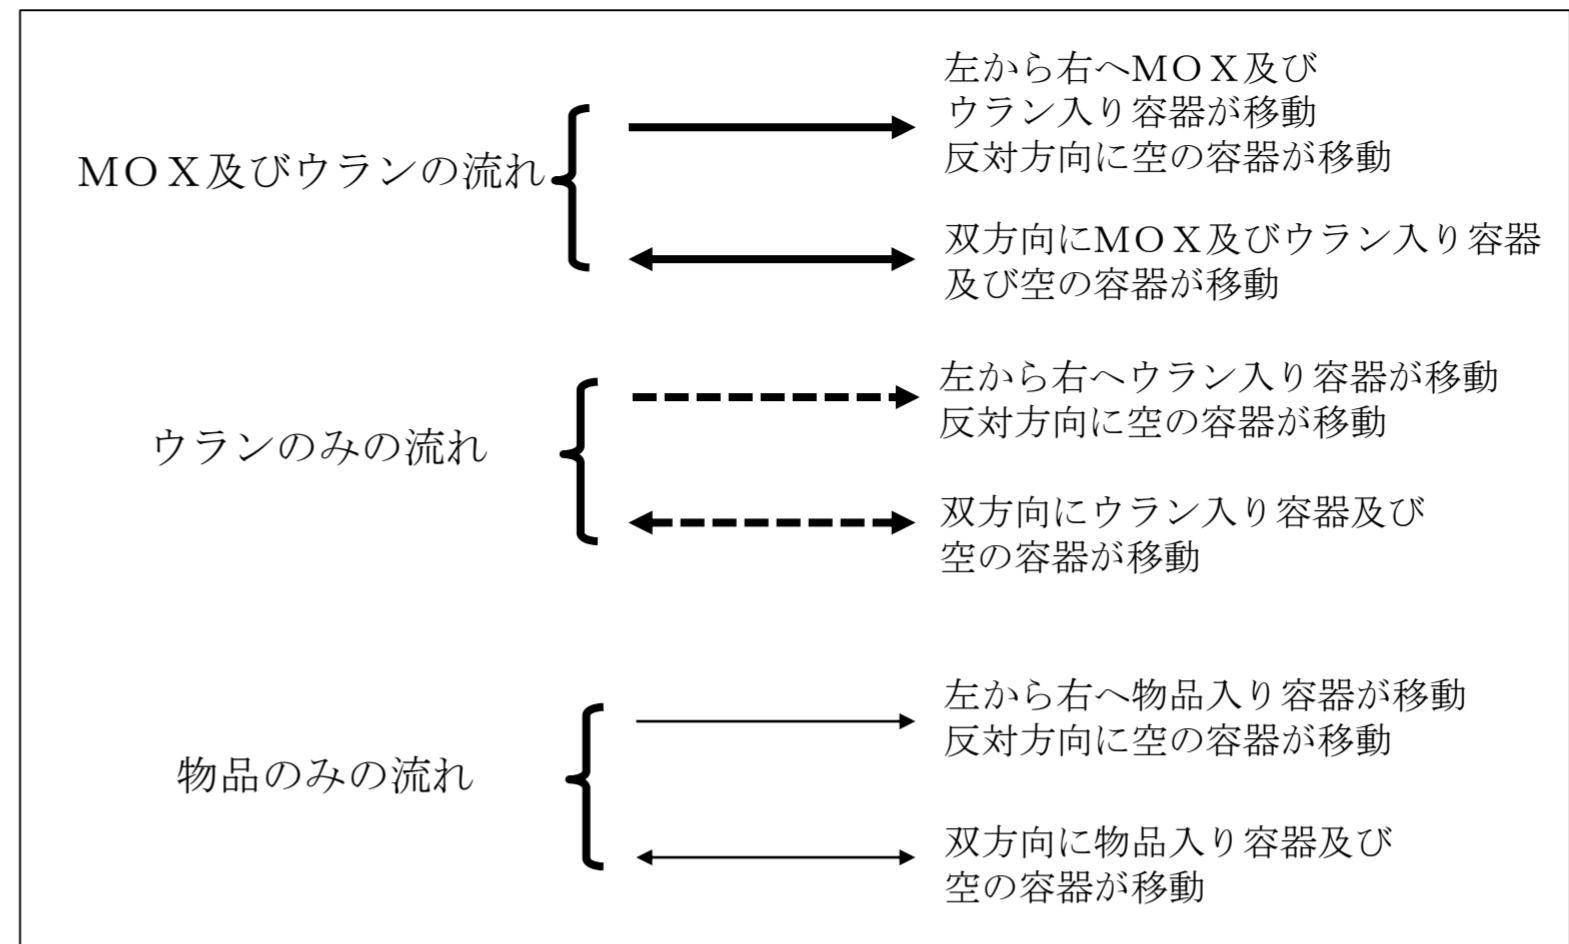 MOX及びウランの流れ
左から右へMOX及び
ウラン入り容器が移動
反対方向に空の容器が移動
双方向にMOX及びウラン入り容器
及び空の容器が移動
ウランのみの流れ
左から右へウラン入り容器が移動
反対方向に空の容器が移動
双方向にウラン入り容器及び
空の容器が移動
物品のみの流れ
左から右へ物品入り容器が移動
反対方向に空の容器が移動
双方向に物品入り容器及び
空の容器が移動